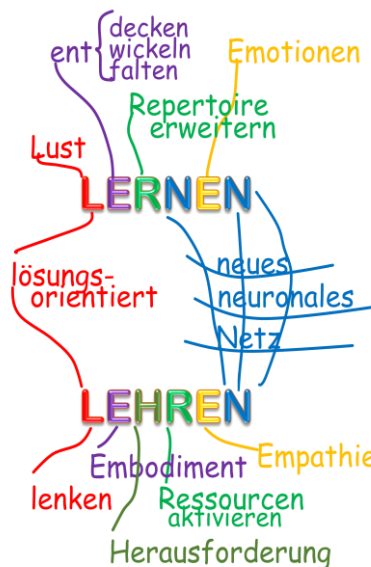 decken
ent wickeln
falten
Emotionen
Repertoire
erweitern
Lust
LERNEN
lösungs-
orientiert
neues
neuronales
Netz
LEHREN
Embodiment
Empathie
lenken
Ressourcen
aktivieren
Herausforderung